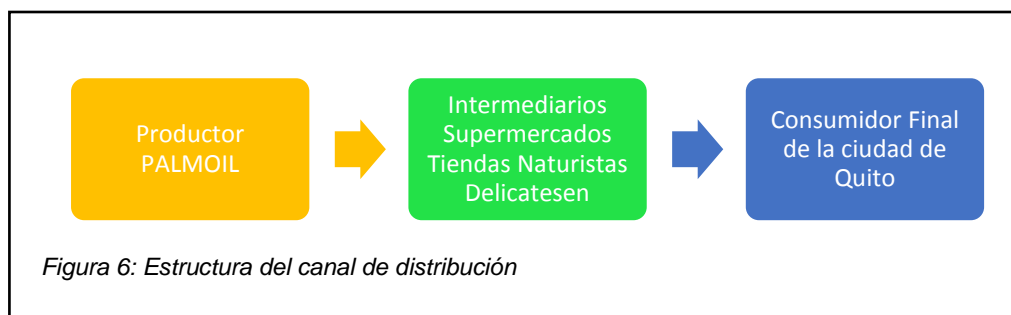 Productor
PALMOIL
Intermediarios
Supermercados
Tiendas Naturistas
Delicatesen
Consumidor Final
de la ciudad de
Quito
Figura 6: Estructura del canal de distribución